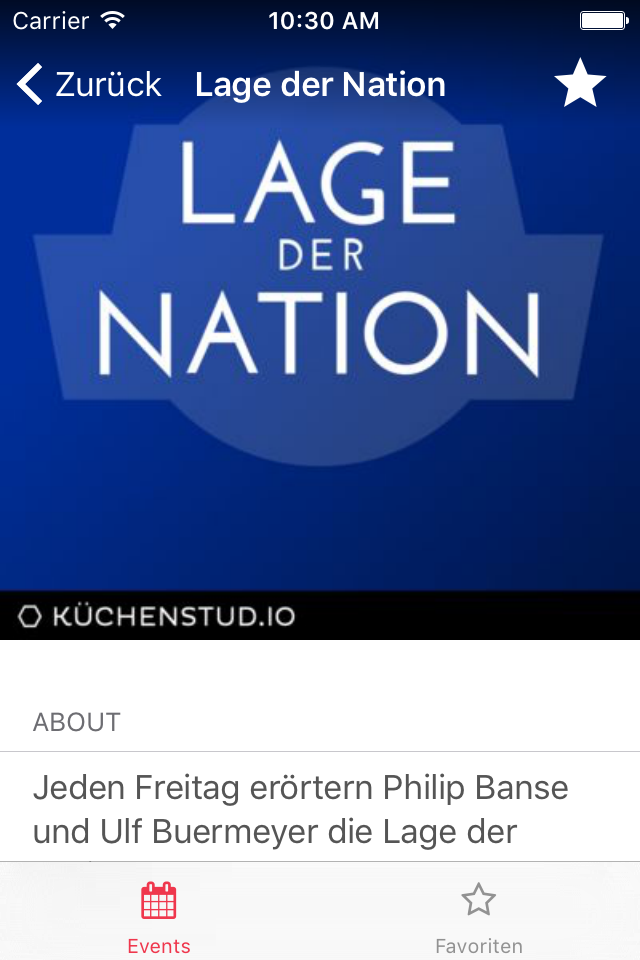 Carrier 10:30 AM
Zurück Lage der Nation
LAGE
DER
NATION
KÜCHENSTUD.IO
ABOUT
Jeden Freitag erörtern Philip Banse
und Ulf Buermeyer die Lage der
Events Favoriten